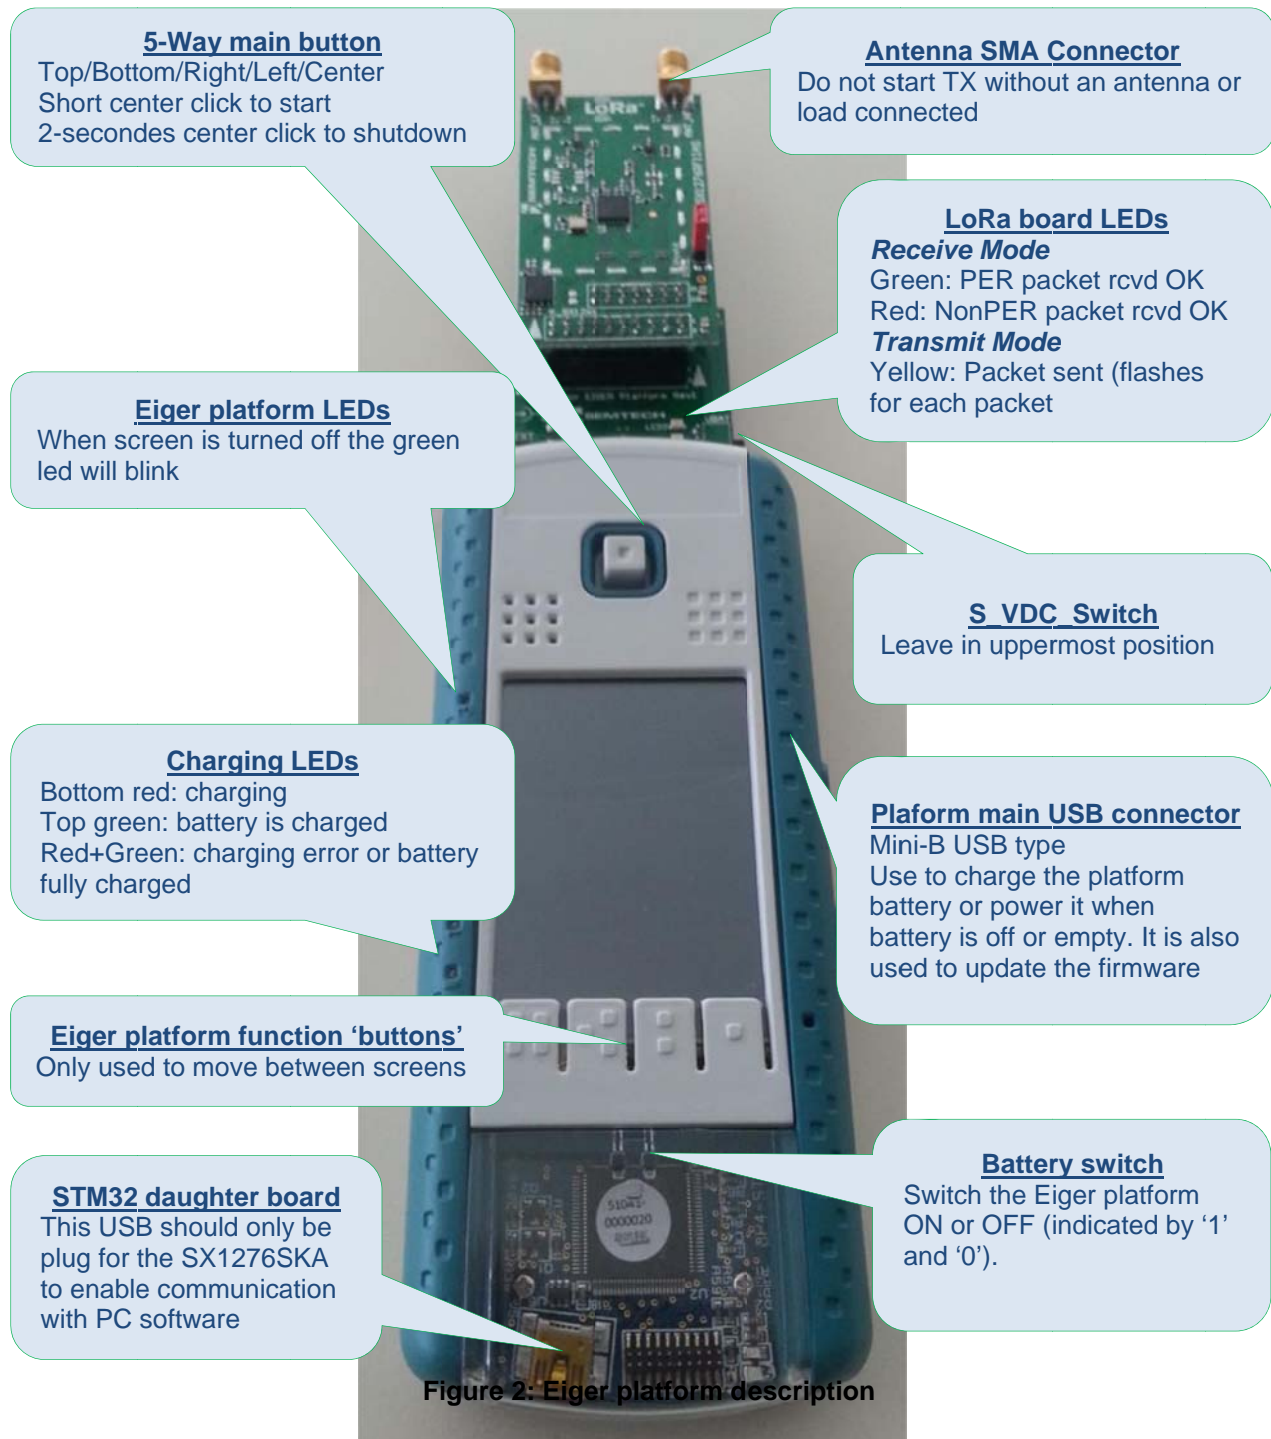 5-Way main button
Top/Bottom/Right/Left/Center
Short center click to start
2-secondes center click to shutdown
Antenna SMA Connector
Do not start TX without an antenna or
load connected
LoRa
LoRa board LEDs
Receive Mode
Green: PER packet rcvd OK
Red: NonPER packet rcvd OK
Transmit Mode
Yellow: Packet sent (flashes
for each packet
Eiger platform LEDs
When screen is turned off the green
led will blink
SEMTECH
S_VDC_Switch
Leave in uppermost position
Charging LEDs
Bottom red: charging
Top green: battery is charged
Red+Green: charging error or battery
fully charged
Plaform main USB connector
Mini-B USB type
Use to charge the platform
battery or power it when
battery is off or empty. It is also
used to update the firmware
Eiger platform function ‘buttons’
Only used to move between screens
STM32 daughter board
This USB should only be
plug for the SX1276SKA
to enable communication
with PC software
51041-
0000020
Battery switch
Switch the Eiger platform
ON or OFF (indicated by ‘1’
and ‘0’).
Figure 2: Eiger platform description